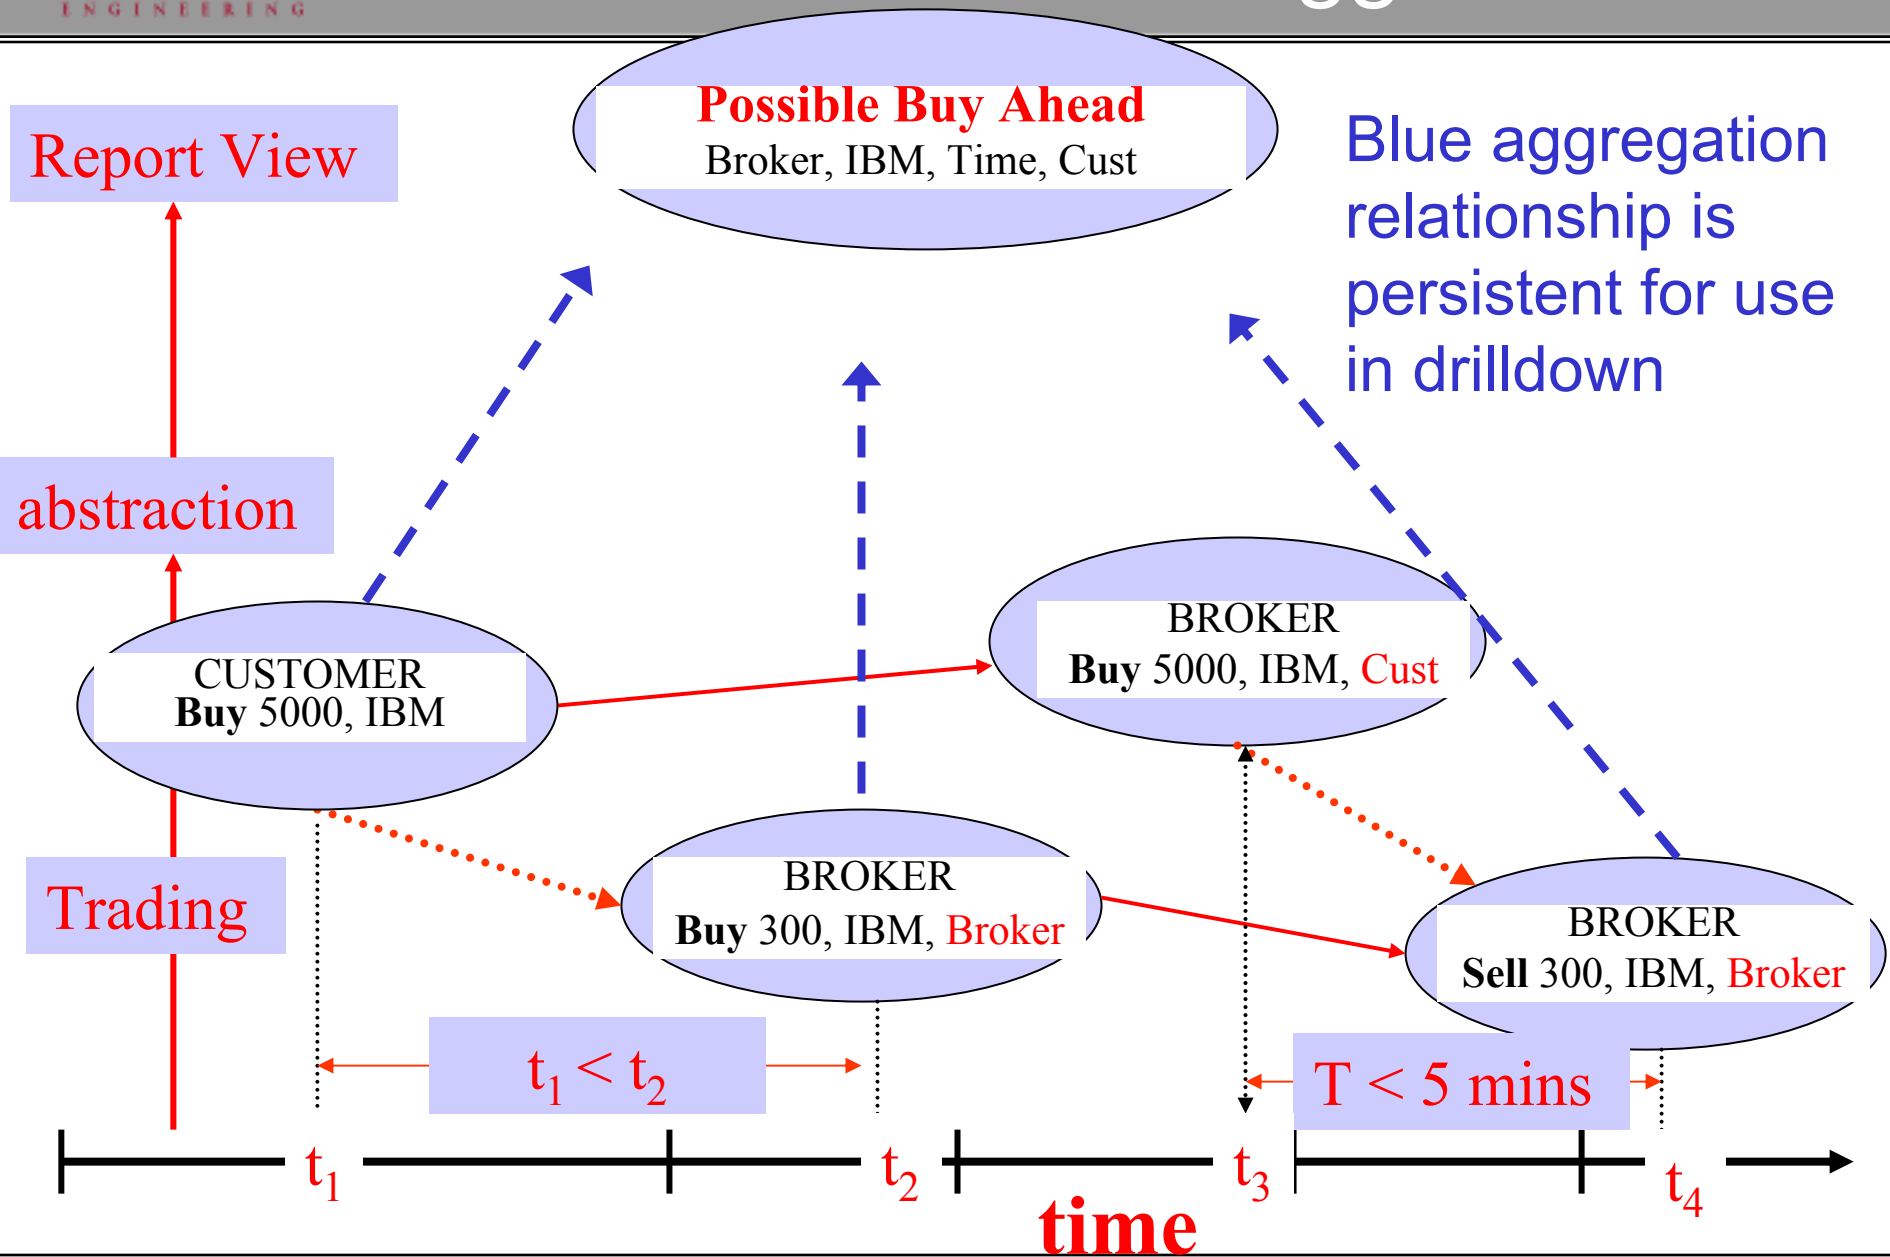 ENGINEERING
Possible Buy Ahead
Broker, IBM, Time, Cust
Report View
Blue aggregation
relationship is
persistent for use
in drilldown
abstraction
CUSTOMER
Buy 5000, IBM
BROKER
Buy 5000, IBM, Cust
Trading
BROKER
Buy 300, IBM, Broker
BROKER
Sell 300, IBM, Broker
t1 < t2
T < 5 mins
t1
t2
t3
t4
time